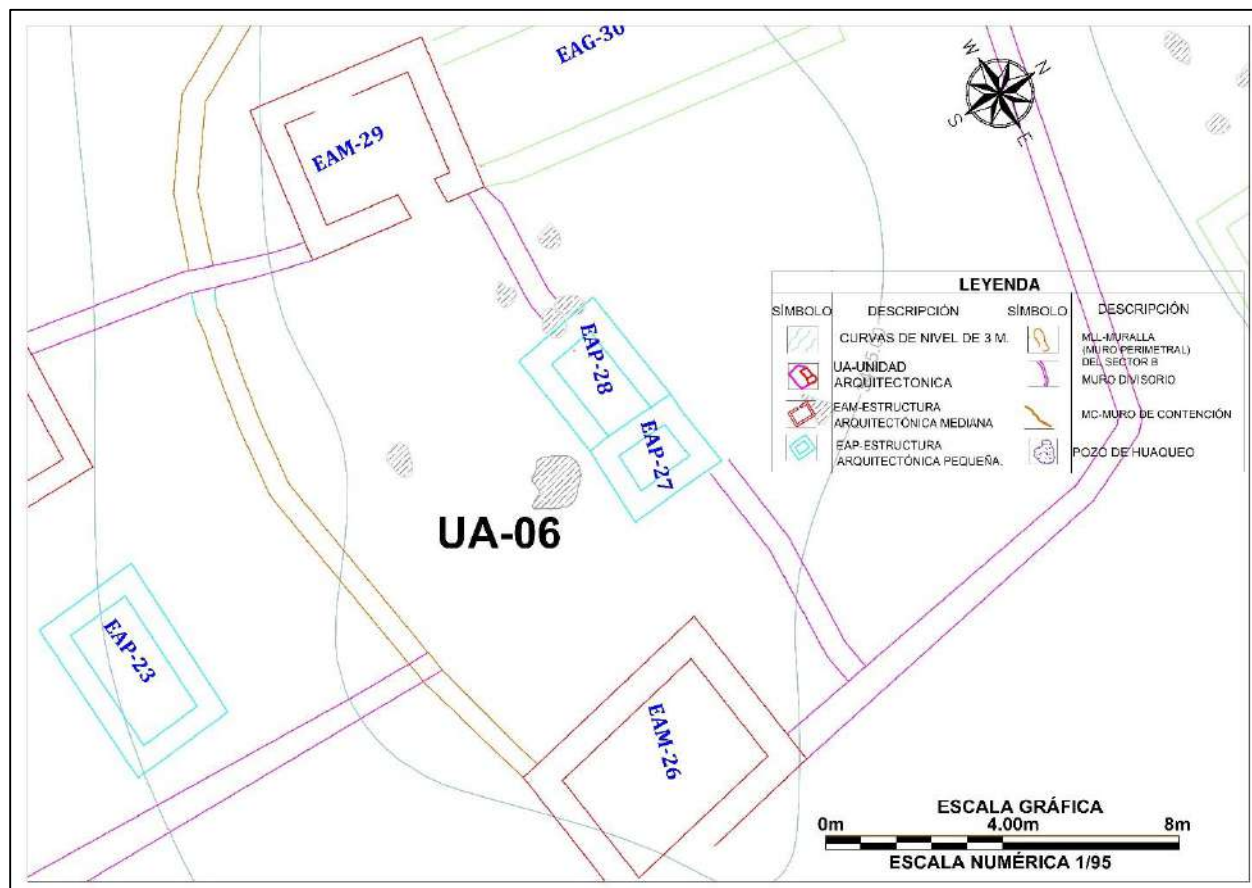 EAG-30
W
N
S
E
EAM-29
LEYENDA
SÍMBOLO DESCRIPCIÓN SÍMBOLO DESCRIPCIÓN
CURVAS DE NIVEL DE 3 M.
MLL-MURALLA
(MURO PERIMETRAL)
DEL SECTOR B
UA-UNIDAD
ARQUITECTONICA
MURO DIVISORIO
EAM-ESTRUCTURA
ARQUITECTÓNICA MEDIANA
MC-MURO DE CONTENCIÓN
EAP-ESTRUCTURA
ARQUITECTÓNICA PEQUEÑA.
POZO DE HUAQUEO
EAP-28
EAP-27
UA-06
EAP-23
EAM-26
ESCALA GRÁFICA
0m 4.00m 8m
ESCALA NUMÉRICA 1/95